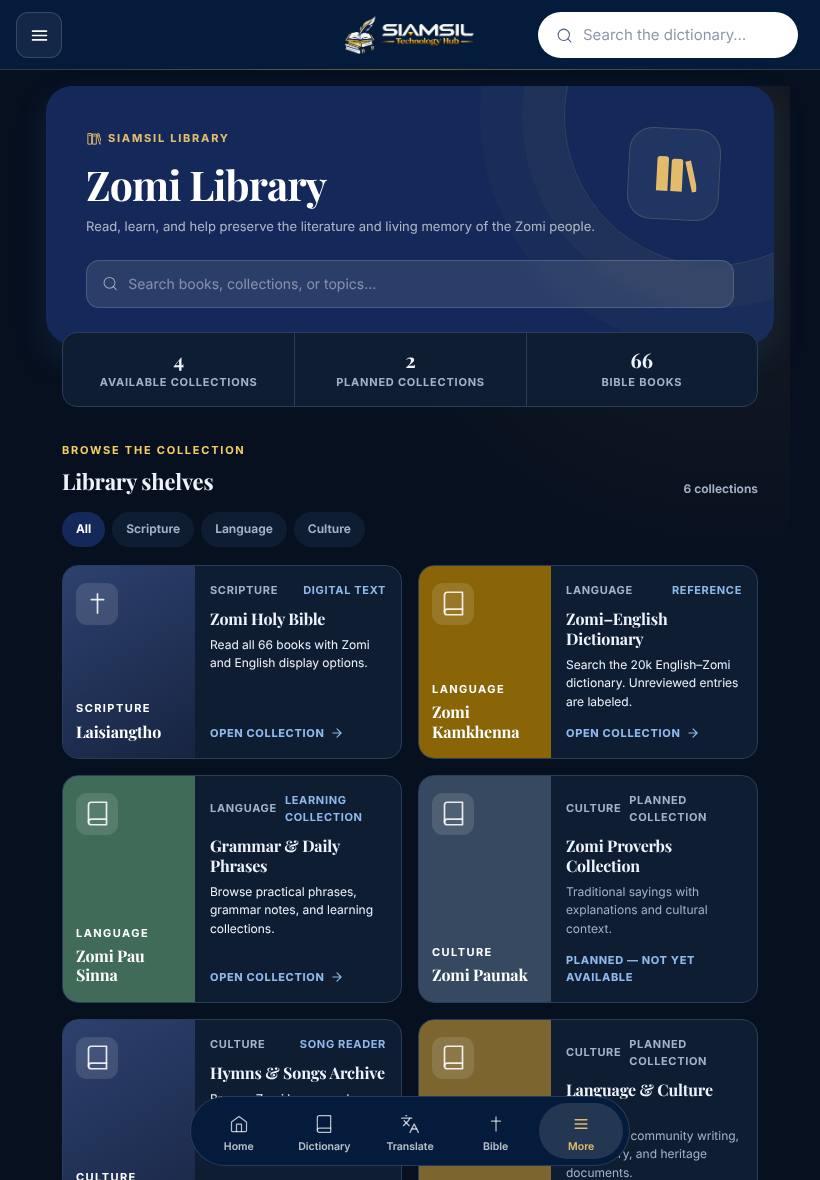 SIAMSIL
Technology Hub
Search the dictionary...
SIAMSIL LIBRARY
Zomi Library
Read, learn, and help preserve the literature and living memory of the Zomi people.
Search books, collections, or topics...
4
AVAILABLE COLLECTIONS
2
PLANNED COLLECTIONS
66
BIBLE BOOKS
BROWSE THE COLLECTION
Library shelves
6 collections
All
Scripture
Language
Culture
SCRIPTURE
Laisiangtho
SCRIPTURE
DIGITAL TEXT
Zomi Holy Bible
Read all 66 books with Zomi
and English display options.
OPEN COLLECTION →
LANGUAGE
Zomi
Kamkhenna
LANGUAGE
REFERENCE
Zomi–English
Dictionary
Search the 20k English–Zomi
dictionary. Unreviewed entries
are labeled.
OPEN COLLECTION →
LANGUAGE
Zomi Pau
Sinna
LANGUAGE
LEARNING
COLLECTION
Grammar & Daily
Phrases
Browse practical phrases,
grammar notes, and learning
collections.
OPEN COLLECTION →
CULTURE
Zomi Paunak
CULTURE
PLANNED
COLLECTION
Zomi Proverbs
Collection
Traditional sayings with
explanations and cultural
context.
PLANNED — NOT YET
AVAILABLE
CULTURE
CULTURE
SONG READER
Hymns & Songs Archive
CULTURE
PLANNED
COLLECTION
Language & Culture
community writing,
and heritage
documents.
Home
Dictionary
Translate
Bible
More